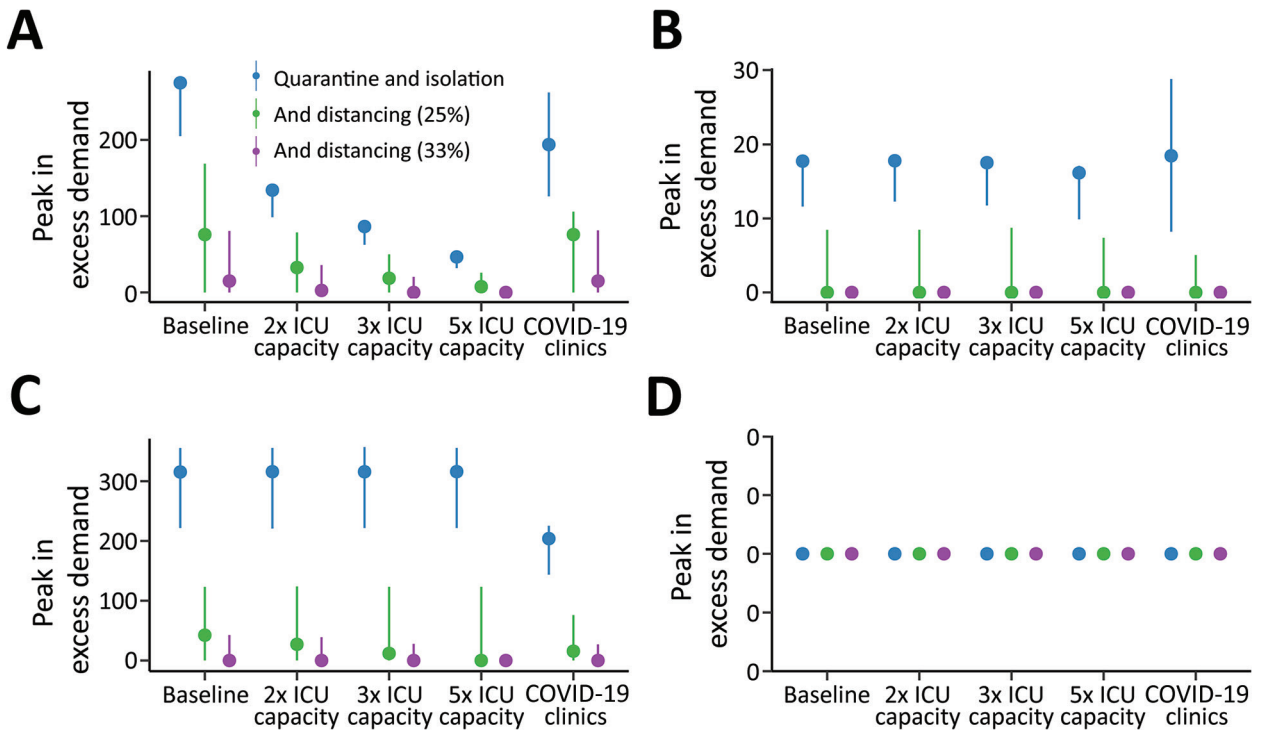 A
Peak in
excess demand
200
100
0
Quarantine and isolation
And distancing (25%)
And distancing (33%)
Baseline
2x ICU
capacity
3x ICU
capacity
5x ICU
capacity
COVID-19
clinics
B
Peak in
excess demand
30
20
10
0
Baseline
2x ICU
capacity
3x ICU
capacity
5x ICU
capacity
COVID-19
clinics
C
Peak in
excess demand
300
200
100
0
Baseline
2x ICU
capacity
3x ICU
capacity
5x ICU
capacity
COVID-19
clinics
D
Peak in
excess demand
0
0
0
0
0
Baseline
2x ICU
capacity
3x ICU
capacity
5x ICU
capacity
COVID-19
clinics